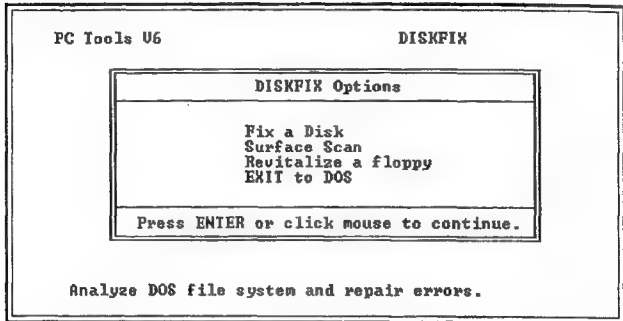 PC Tools V6 DISKFIX
DISKFIX Options
Fix a Disk
Surface Scan
Revitalize a floppy
EXIT to DOS
Press ENTER or click mouse to continue.
Analyze DOS file system and repair errors.